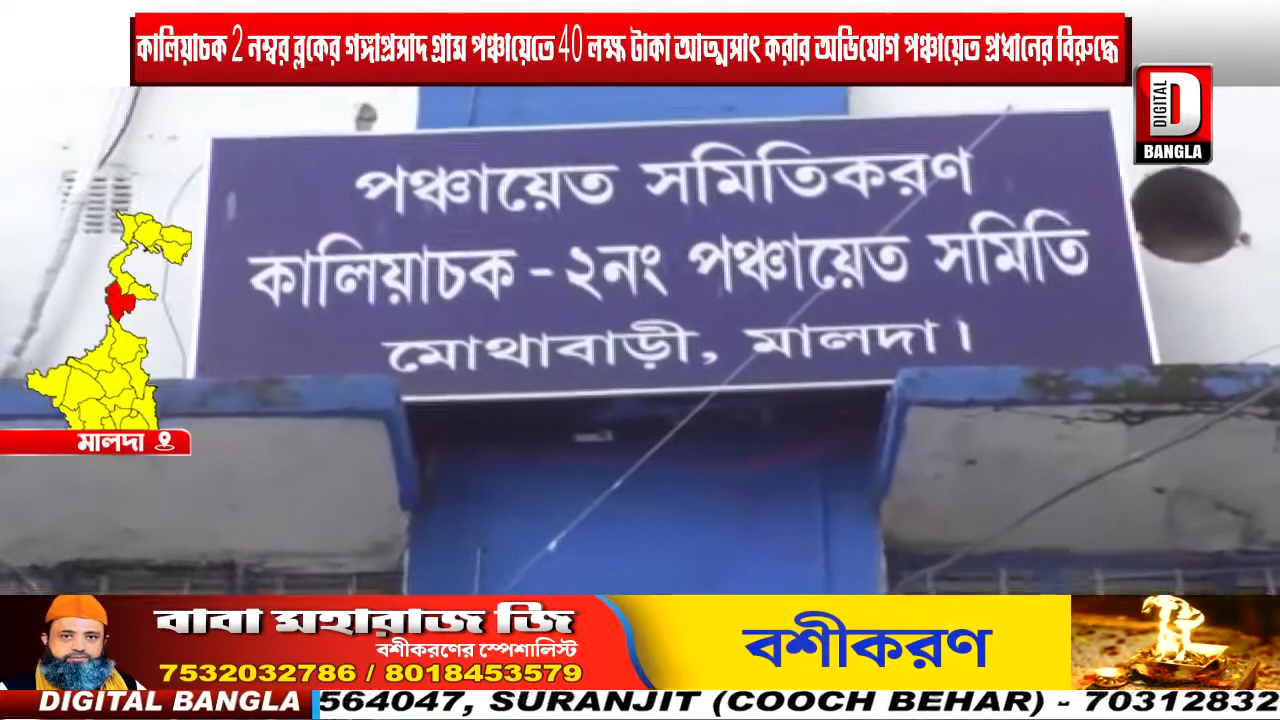 কালিয়াচক 2 নম্বর ব্লকের গঙ্গাপ্রসাদ গ্রাম পঞ্চায়েতে 40 লক্ষ টাকা আত্মসাৎ করার অভিযোগ পঞ্চায়েত প্রধানের বিরুদ্ধে
DIGITAL
BANGLA
পঞ্চায়েত সমিতিকরণ
কালিয়াচক - ২নং পঞ্চায়েত সমিতি
মোথাবাড়ী, মালদা।
মালদা
বাবা মহারাজ জি
বশীকরণের স্পেশালিস্ট
7532032786 / 8018453579
বশীকরণ
DIGITAL BANGLA
564047, SURANJIT (COOCH BEHAR) - 70312832